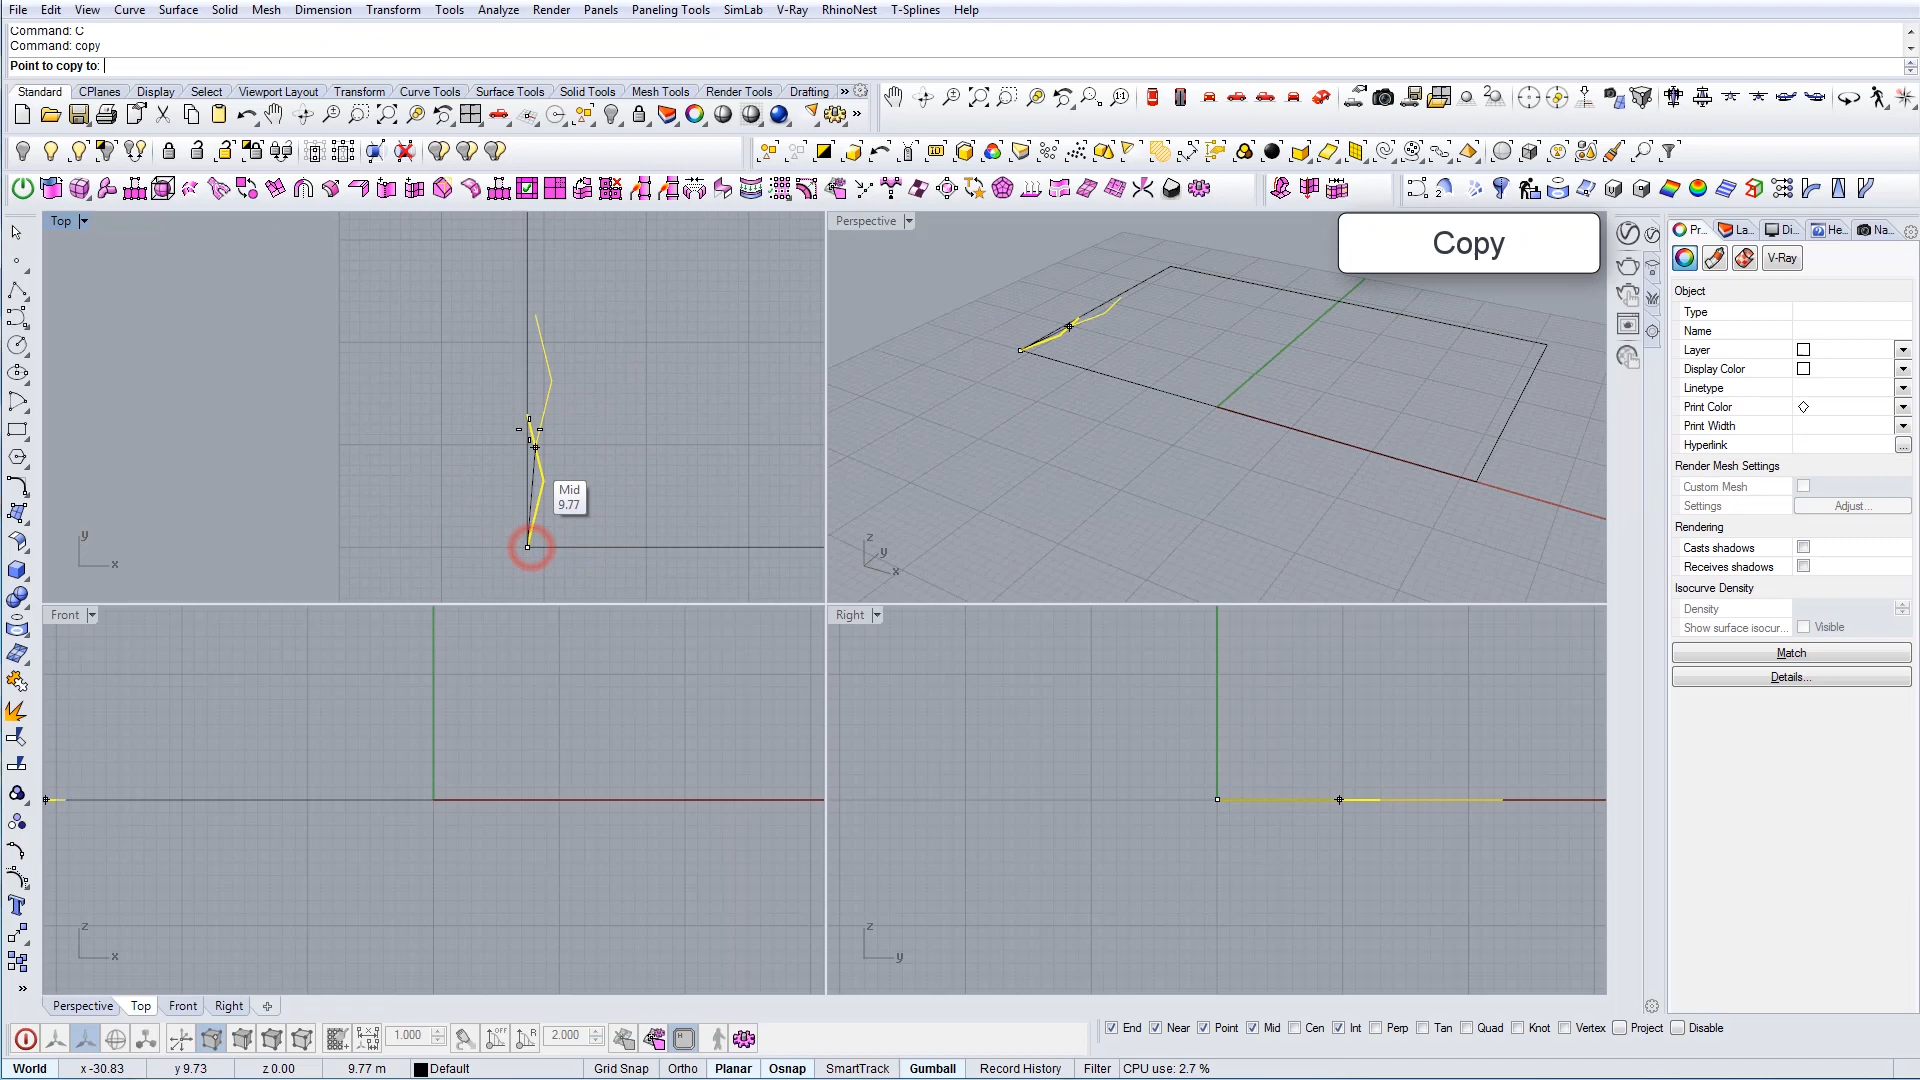 File Edit View Curve Surface Solid Mesh Dimension Transform Tools Analyze Render Panels Paneling Tools SimLab V-Ray RhinoNest T-Splines Help
Command: C
Command: copy
Point to copy to:
Standard CPlanes Display Select Viewport Layout Transform Curve Tools Surface Tools Solid Tools Mesh Tools Render Tools Drafting »
Top
Perspective
Copy
Pr... La... Di... He... Na...
V-Ray
Object
Type
Name
Layer
Display Color
Linetype
Print Color
Print Width
Hyperlink
...
Render Mesh Settings
Custom Mesh
Settings Adjust...
Rendering
Casts shadows
Receives shadows
Isocurve Density
Density
Show surface isocur... Visible
Match
Details...
Mid
9.77
y
x
z
y
x
Front
Right
z
x
z
y
Perspective Top Front Right
1.000 2.000
End Near Point Mid Cen Int Perp Tan Quad Knot Vertex Project Disable
World x -30.83 y 9.73 z 0.00 9.77 m Default Grid Snap Ortho Planar Osnap SmartTrack Gumball Record History Filter CPU use: 2.7 %